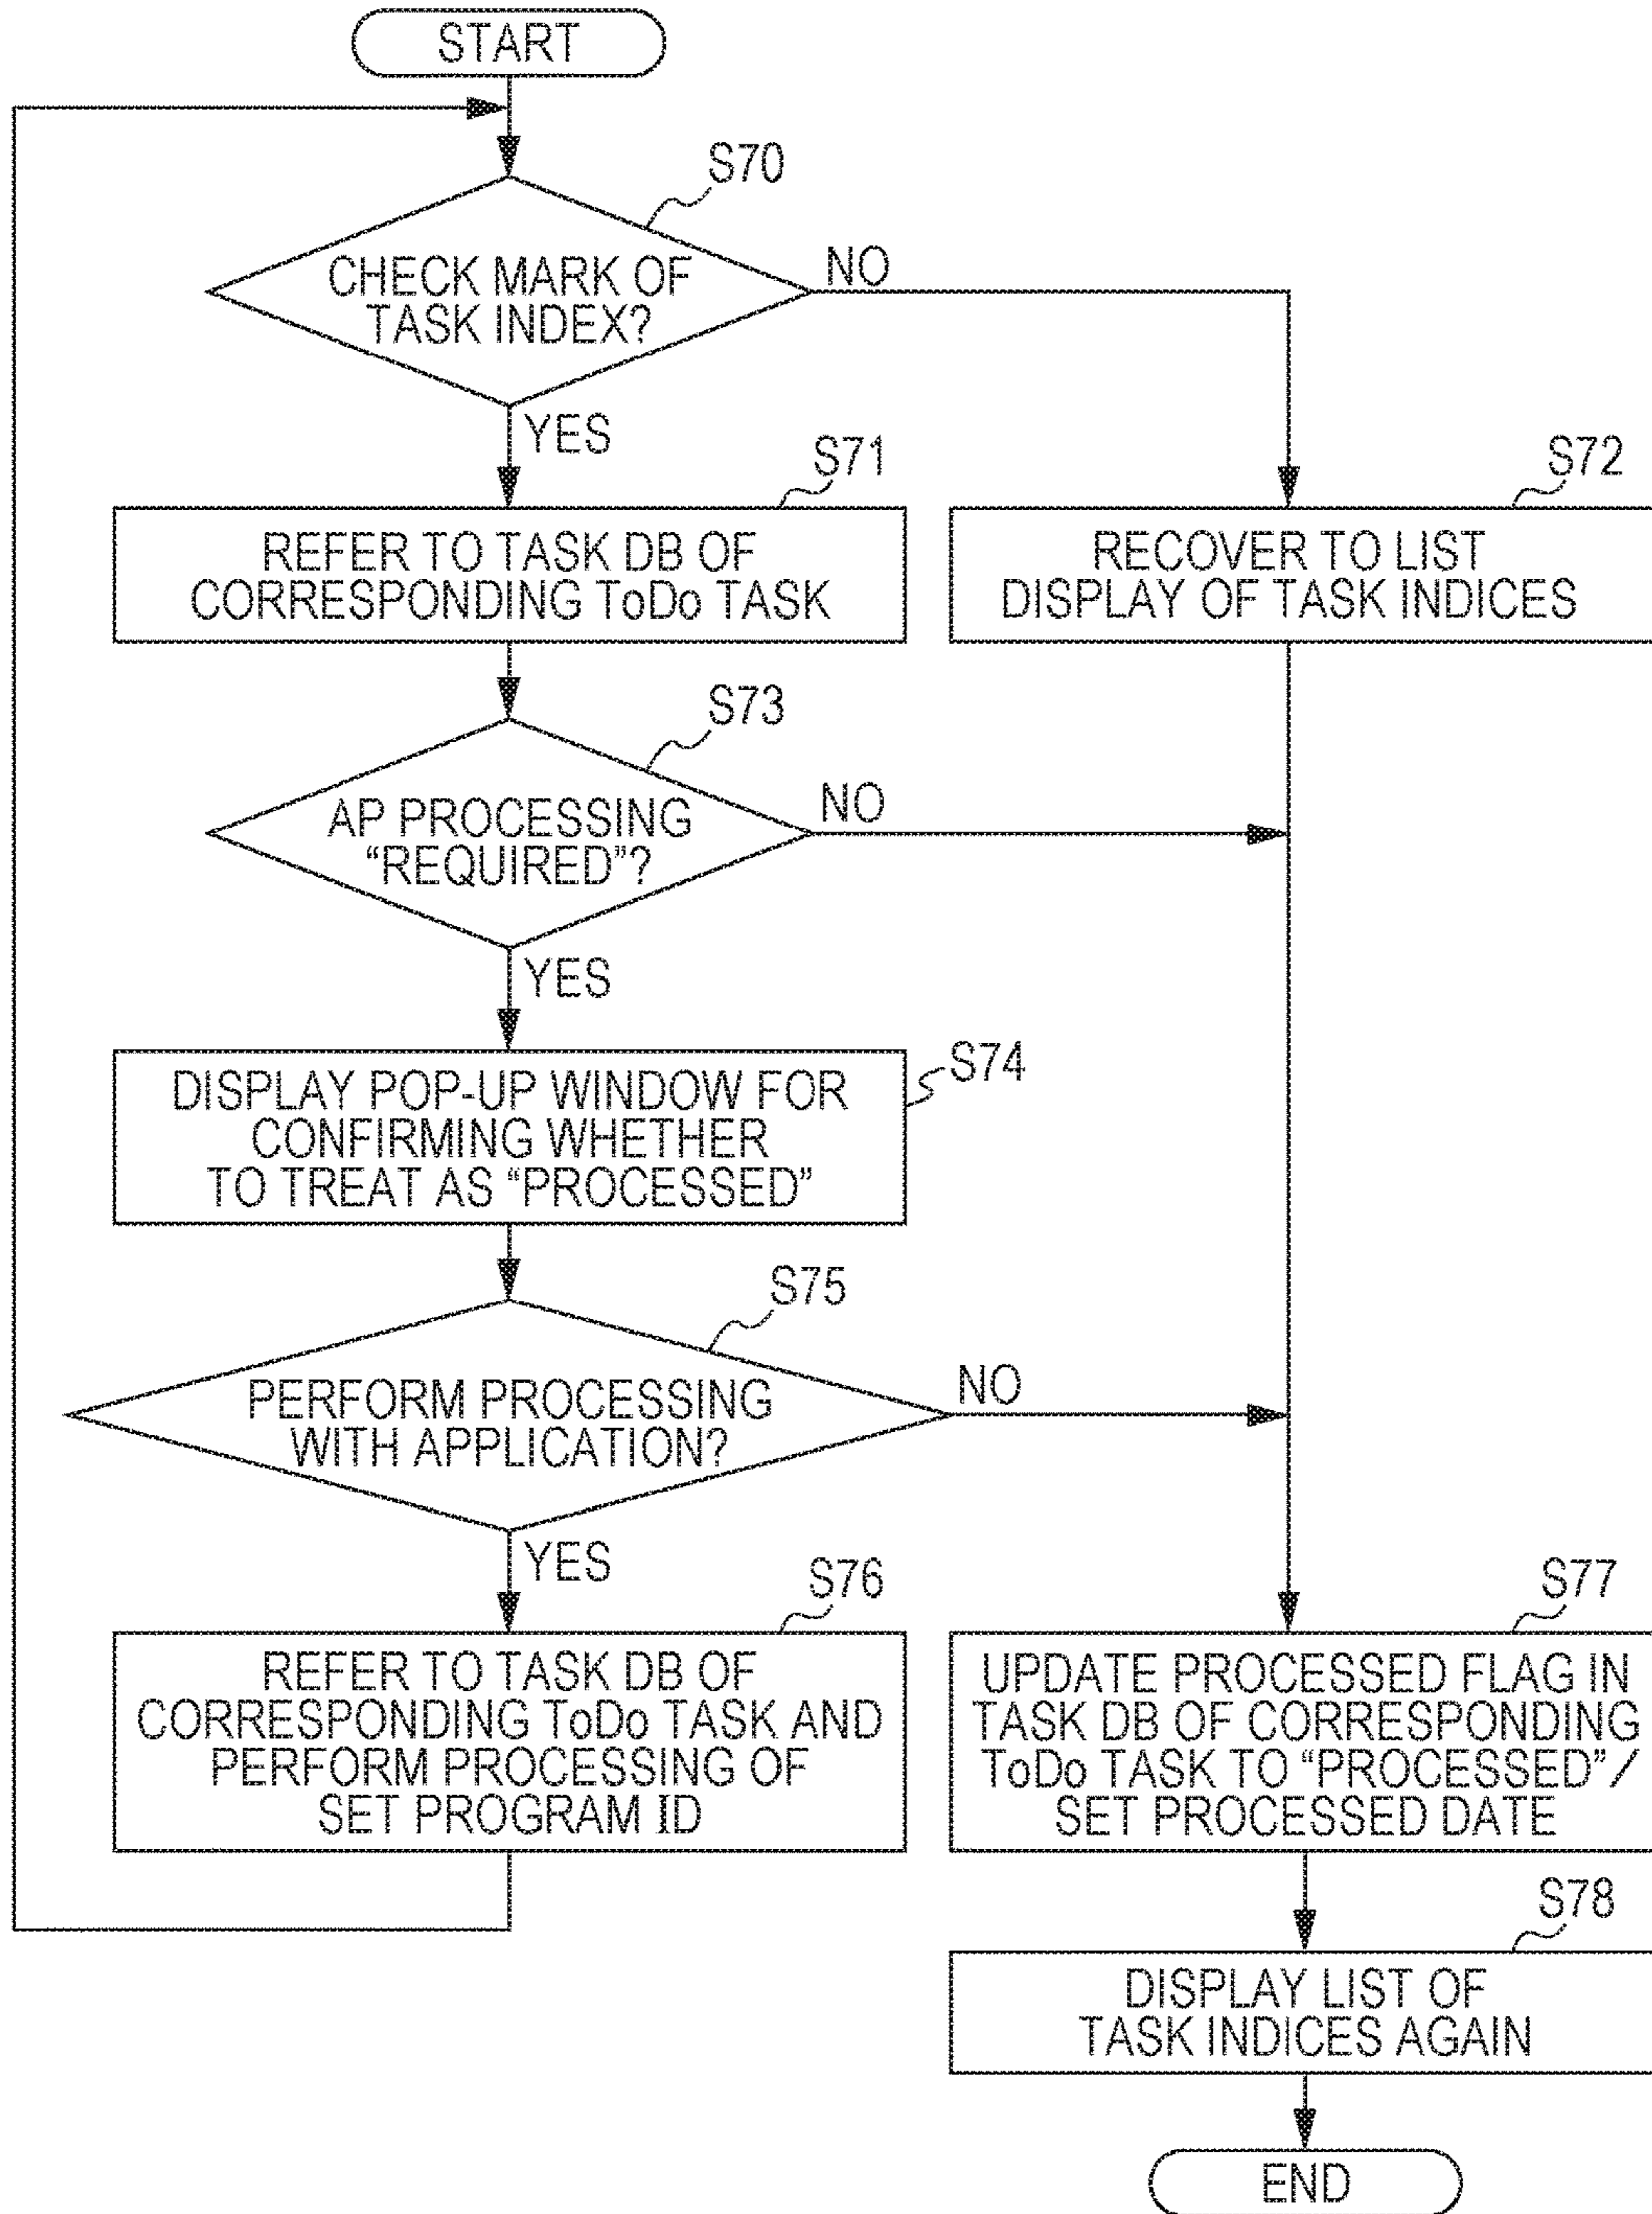 START
S70
CHECK MARK OF
TASK INDEX?
NO
YES
S71
REFER TO TASK DB OF
CORRESPONDING ToDo TASK
S72
RECOVER TO LIST
DISPLAY OF TASK INDICES
S73
AP PROCESSING
“REQUIRED”?
NO
YES
S74
DISPLAY POP-UP WINDOW FOR
CONFIRMING WHETHER
TO TREAT AS “PROCESSED”
S75
PERFORM PROCESSING
WITH APPLICATION?
NO
YES
S76
REFER TO TASK DB OF
CORRESPONDING ToDo TASK AND
PERFORM PROCESSING OF
SET PROGRAM ID
S77
UPDATE PROCESSED FLAG IN
TASK DB OF CORRESPONDING
ToDo TASK TO “PROCESSED”/
SET PROCESSED DATE
S78
DISPLAY LIST OF
TASK INDICES AGAIN
END